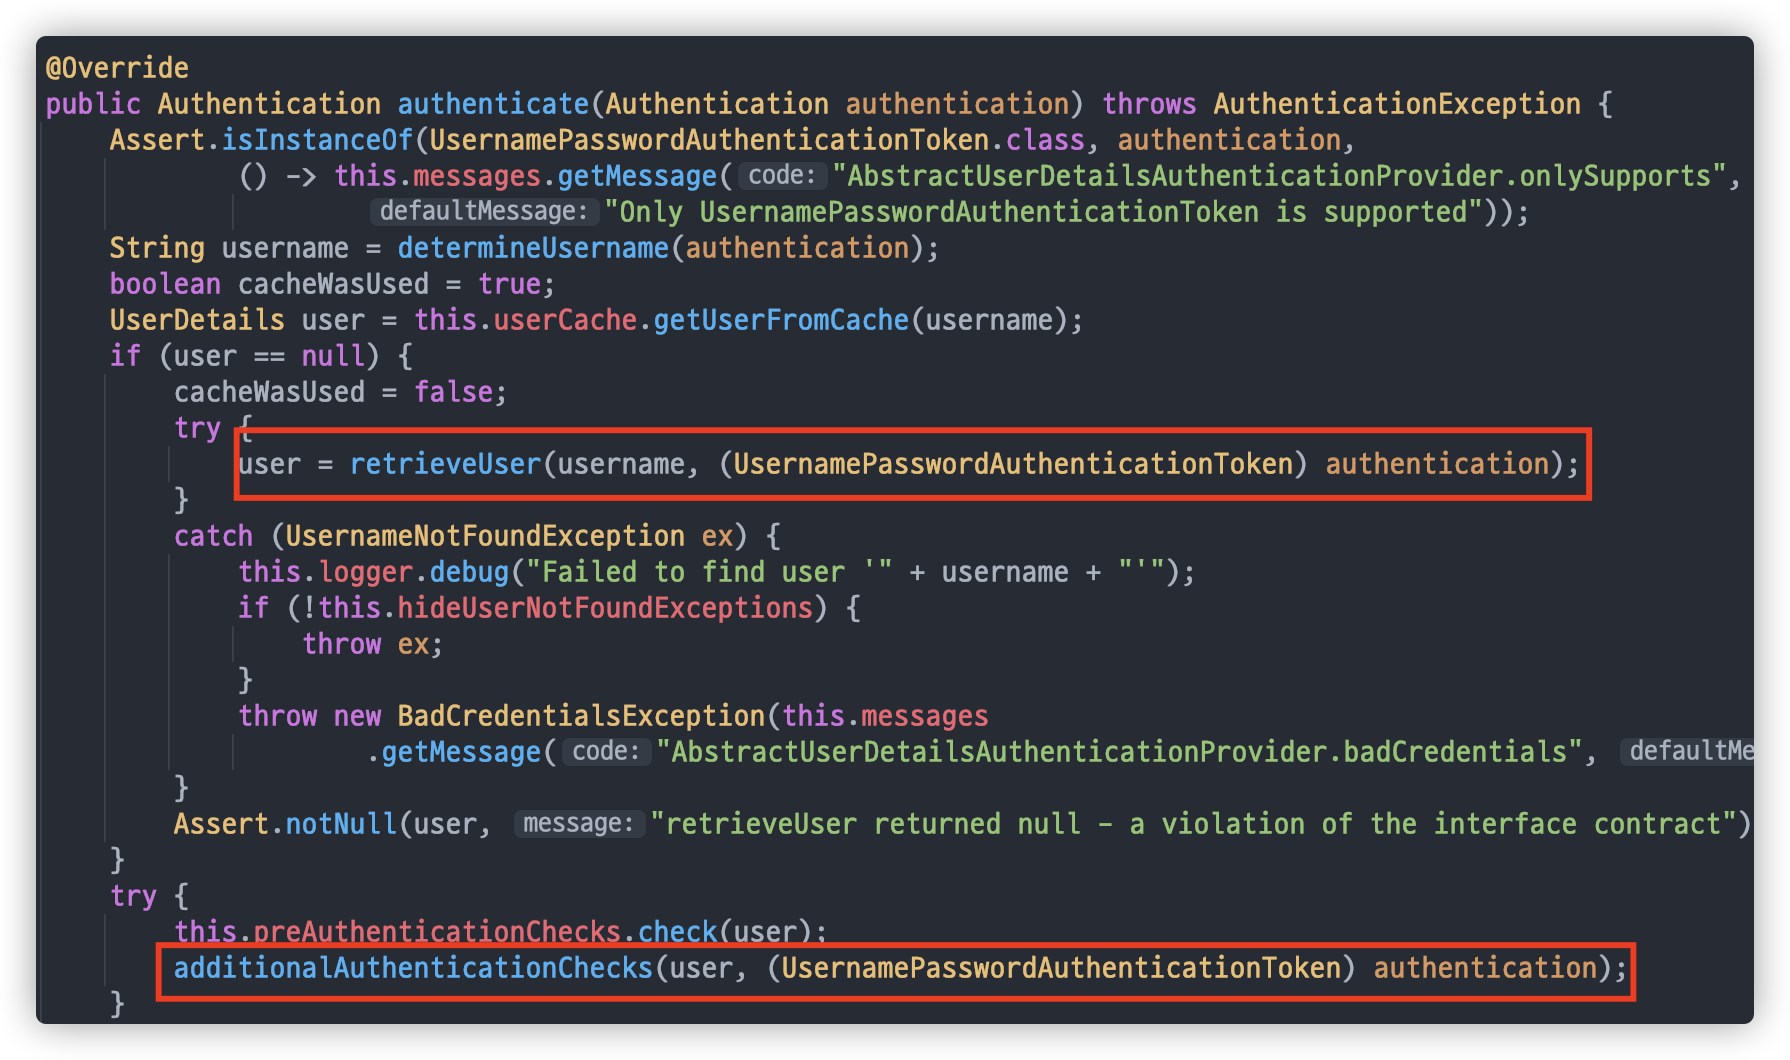 @Override
public Authentication authenticate(Authentication authentication) throws AuthenticationException {
Assert.isInstanceOf(UsernamePasswordAuthenticationToken.class, authentication,
() -> this.messages.getMessage( code: "AbstractUserDetailsAuthenticationProvider.onlySupports",
defaultMessage: "Only UsernamePasswordAuthenticationToken is supported"));
String username = determineUsername(authentication);
boolean cacheWasUsed = true;
UserDetails user = this.userCache.getUserFromCache(username);
if (user == null) {
cacheWasUsed = false;
try {
user = retrieveUser(username, (UsernamePasswordAuthenticationToken) authentication);
}
catch (UsernameNotFoundException ex) {
this.logger.debug("Failed to find user '" + username + "'");
if (!this.hideUserNotFoundExceptions) {
throw ex;
}
throw new BadCredentialsException(this.messages
.getMessage( code: "AbstractUserDetailsAuthenticationProvider.badCredentials", defaultMe
}
Assert.notNull(user, message: "retrieveUser returned null - a violation of the interface contract")
}
try {
this.preAuthenticationChecks.check(user);
additionalAuthenticationChecks(user, (UsernamePasswordAuthenticationToken) authentication);
}